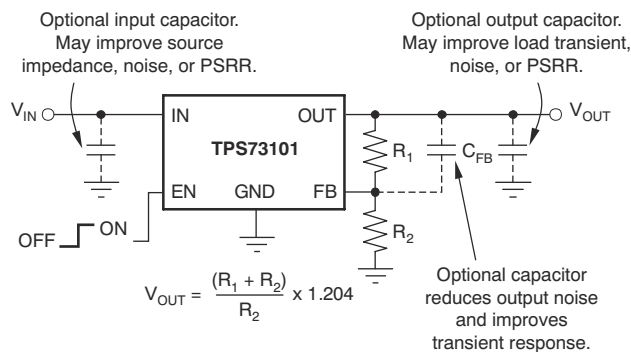 Optional input capacitor.
May improve source
impedance, noise, or PSRR.
Optional output capacitor.
May improve load transient,
noise, or PSRR.
V_IN
IN
OUT
V_OUT
TPS73101
R_1
C_FB
EN
GND
FB
OFF
ON
R_2
V_OUT = (R_1 + R_2) / R_2 x 1.204
Optional capacitor
reduces output noise
and improves
transient response.